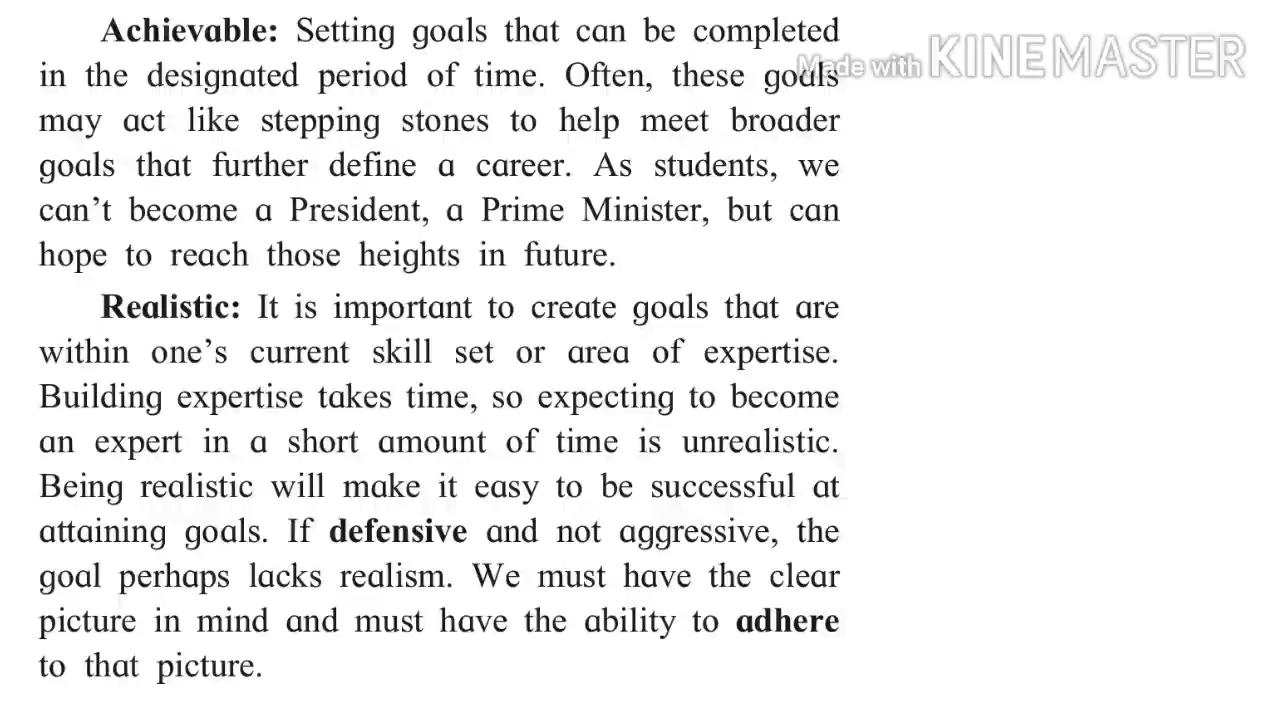 Achievable: Setting goals that can be completed
in the designated period of time. Often, these goals
may act like stepping stones to help meet broader
goals that further define a career. As students, we
can't become a President, a Prime Minister, but can
hope to reach those heights in future.
Realistic: It is important to create goals that are
within one's current skill set or area of expertise.
Building expertise takes time, so expecting to become
an expert in a short amount of time is unrealistic.
Being realistic will make it easy to be successful at
attaining goals. If defensive and not aggressive, the
goal perhaps lacks realism. We must have the clear
picture in mind and must have the ability to adhere
to that picture.
Made with KINEMASTER